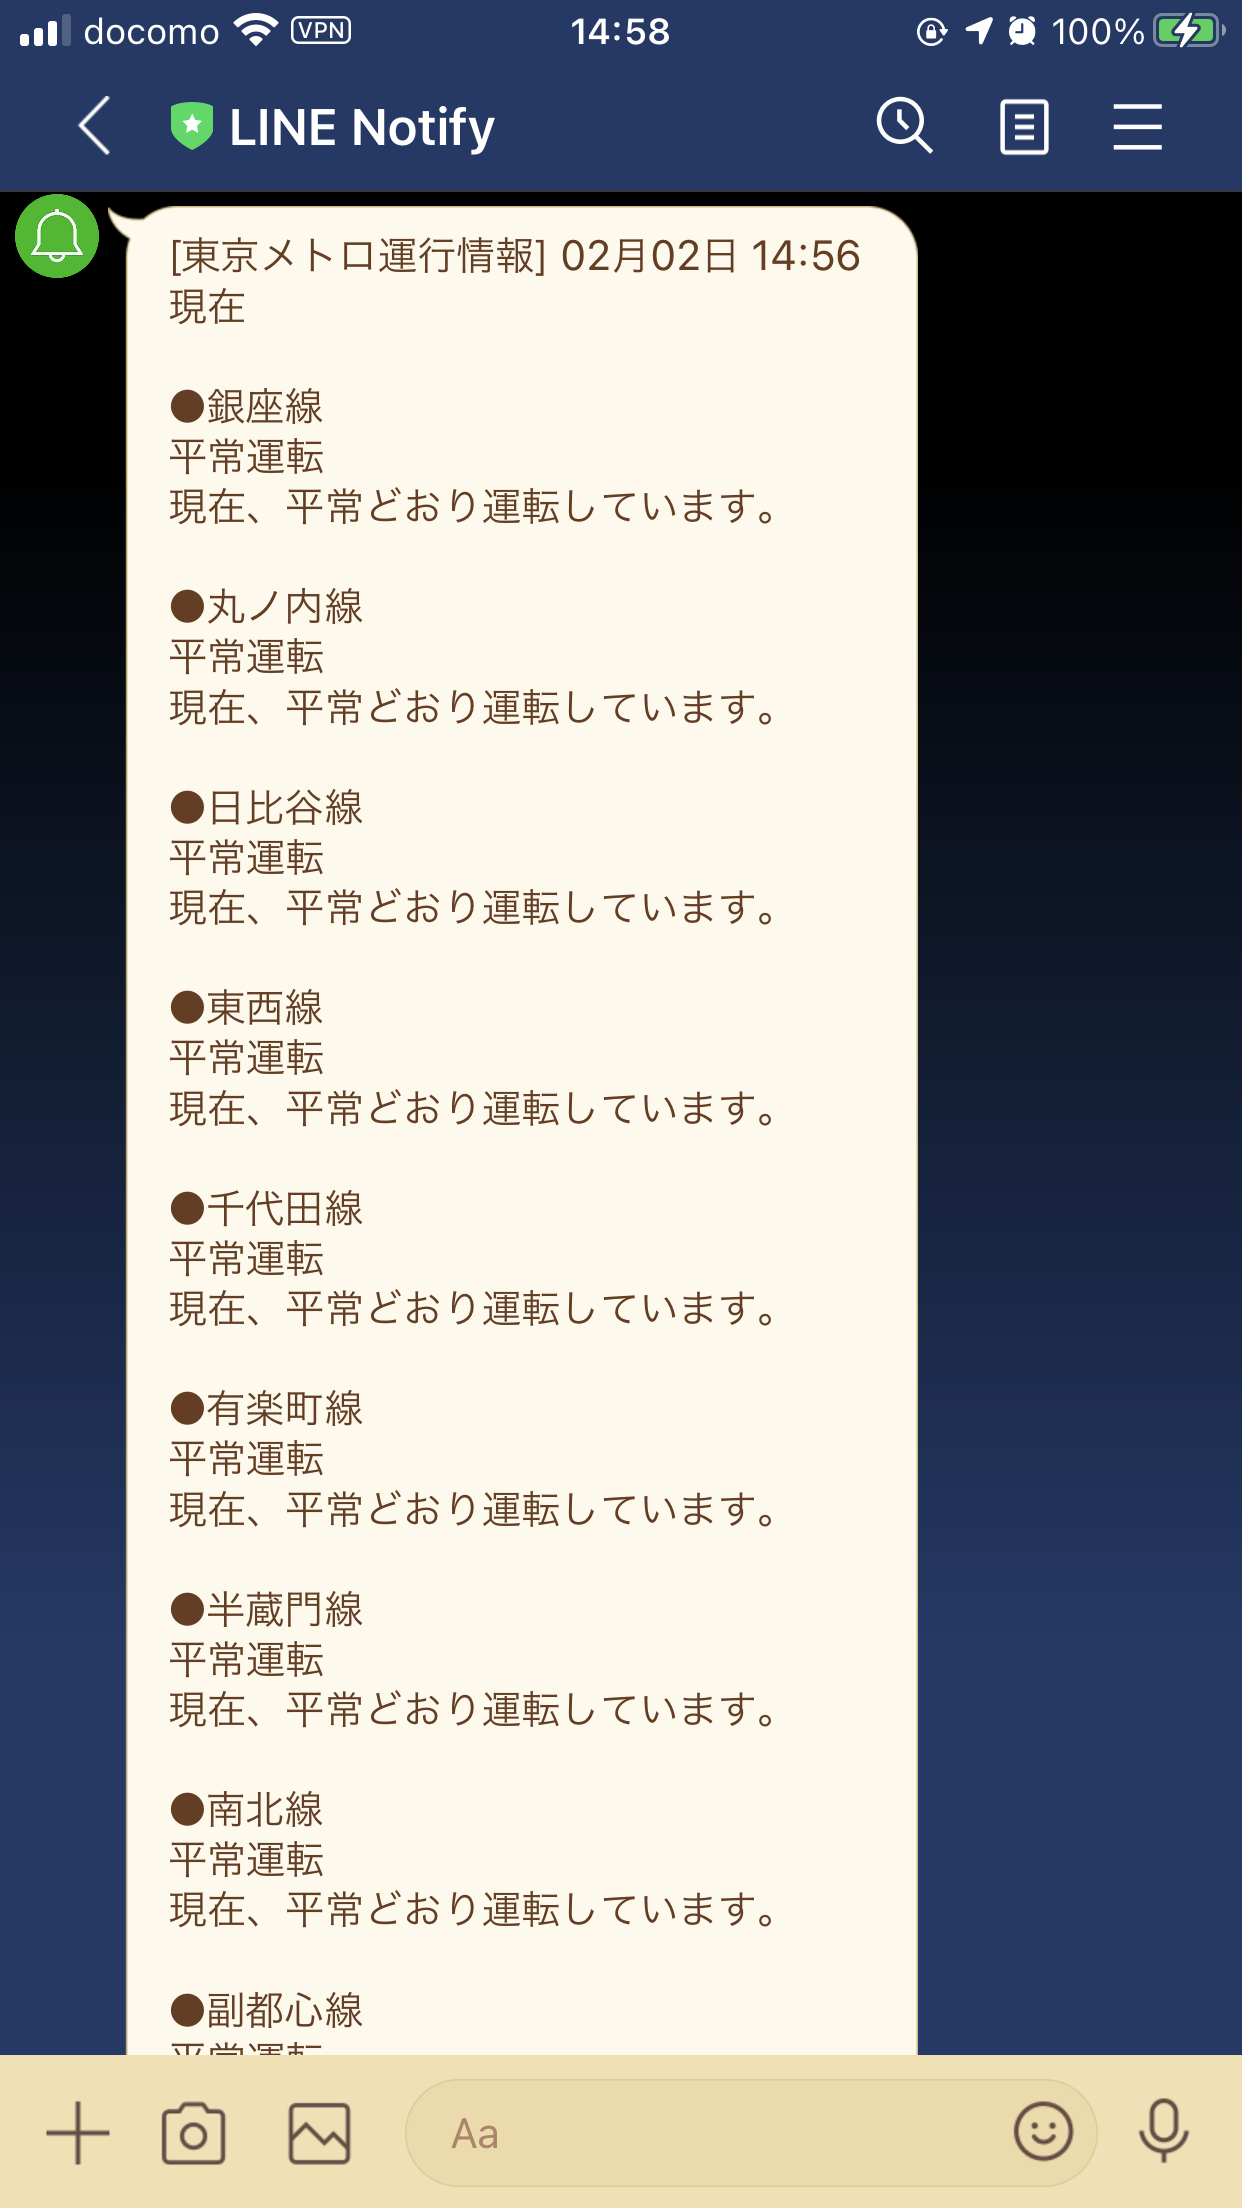 docomo VPN 14:58 100%
LINE Notify
[東京メトロ運行情報] 02月02日 14:56
現在
●銀座線
平常運転
現在、平常どおり運転しています。
●丸ノ内線
平常運転
現在、平常どおり運転しています。
●日比谷線
平常運転
現在、平常どおり運転しています。
●東西線
平常運転
現在、平常どおり運転しています。
●千代田線
平常運転
現在、平常どおり運転しています。
●有楽町線
平常運転
現在、平常どおり運転しています。
●半蔵門線
平常運転
現在、平常どおり運転しています。
●南北線
平常運転
現在、平常どおり運転しています。
●副都心線
平常運転
Aa